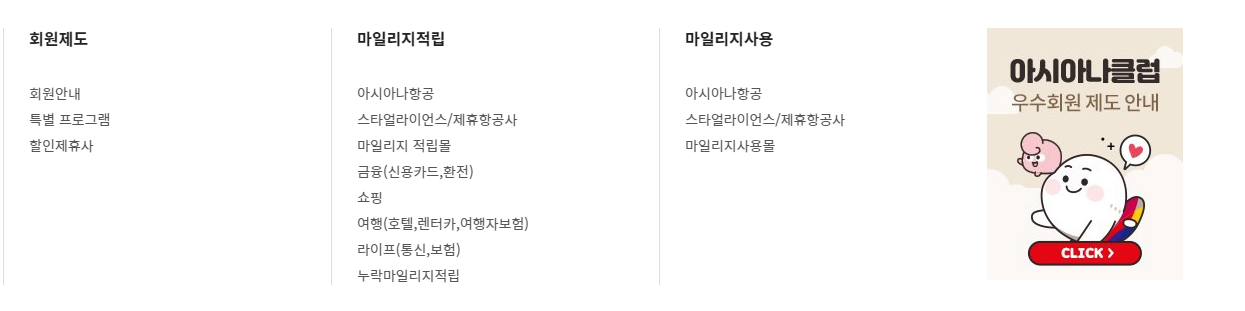 회원제도
회원안내
특별 프로그램
할인제휴사
마일리지적립
아시아나항공
스타얼라이언스/제휴항공사
마일리지 적립몰
금융(신용카드,환전)
쇼핑
여행(호텔,렌터카,여행자보험)
라이프(통신,보험)
누락마일리지적립
마일리지사용
아시아나항공
스타얼라이언스/제휴항공사
마일리지사용몰
아시아나클럽
우수회원 제도 안내
CLICK >